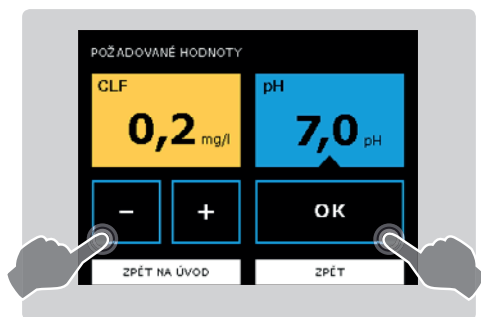 POŽADOVANÉ HODNOTY
CLF pH
0,2 mg/l 7,0 pH
- + OK
ZPĚT NA ÚVOD ZPĚT